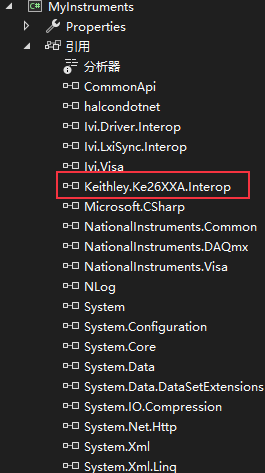 MyInstruments
Properties
引用
分析器
CommonApi
halcondotnet
Ivi.Driver.Interop
Ivi.LxiSync.Interop
Ivi.Visa
Keithley.Ke26XXA.Interop
Microsoft.CSharp
NationalInstruments.Common
NationalInstruments.DAQmx
NationalInstruments.Visa
NLog
System
System.Configuration
System.Core
System.Data
System.Data.DataSetExtensions
System.IO.Compression
System.Net.Http
System.Xml
System.Xml.Linq